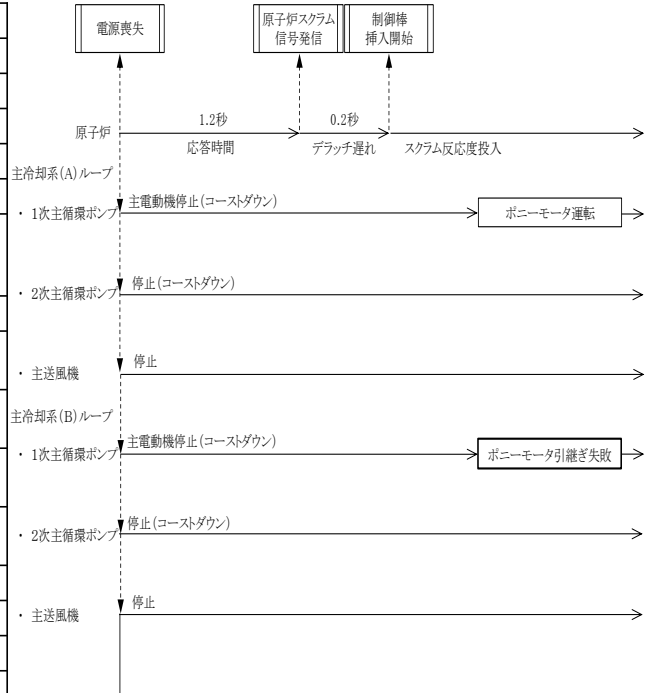 電源喪失
原子炉スクラム
信号発信
制御棒
挿入開始
1.2秒
0.2秒
原子炉
応答時間
デラッチ遅れ
スクラム反応度投入
主冷却系(A)ループ
主電動機停止(コーストダウン)
・ 1次主循環ポンプ
ポニーモータ運転
停止(コーストダウン)
・ 2次主循環ポンプ
停止
・ 主送風機
主冷却系(B)ループ
主電動機停止(コーストダウン)
・ 1次主循環ポンプ
ポニーモータ引継ぎ失敗
停止(コーストダウン)
・ 2次主循環ポンプ
停止
・ 主送風機